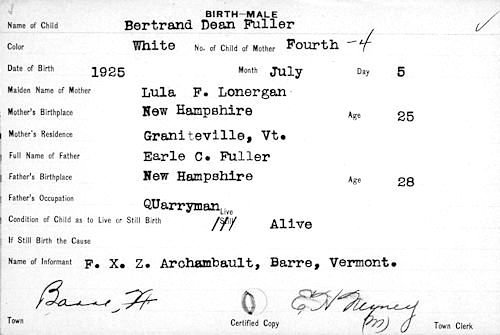 BIRTH—MALE
Name of Child Bertrand Dean Fuller
Color White No. of Child of Mother Fourth -4
Date of Birth 1925 Month July Day 5
Maiden Name of Mother Lula F. Lonergan
Mother's Birthplace New Hampshire Age 25
Mother's Residence Graniteville, Vt.
Full Name of Father Earle C. Fuller
Father's Birthplace New Hampshire Age 28
Father's Occupation QUarryman
Condition of Child as to Live or Still Birth Live Still Alive
If Still Birth the Cause
Name of Informant F. X. Z. Archambault, Barre, Vermont.
Town Certified Copy Town Clerk